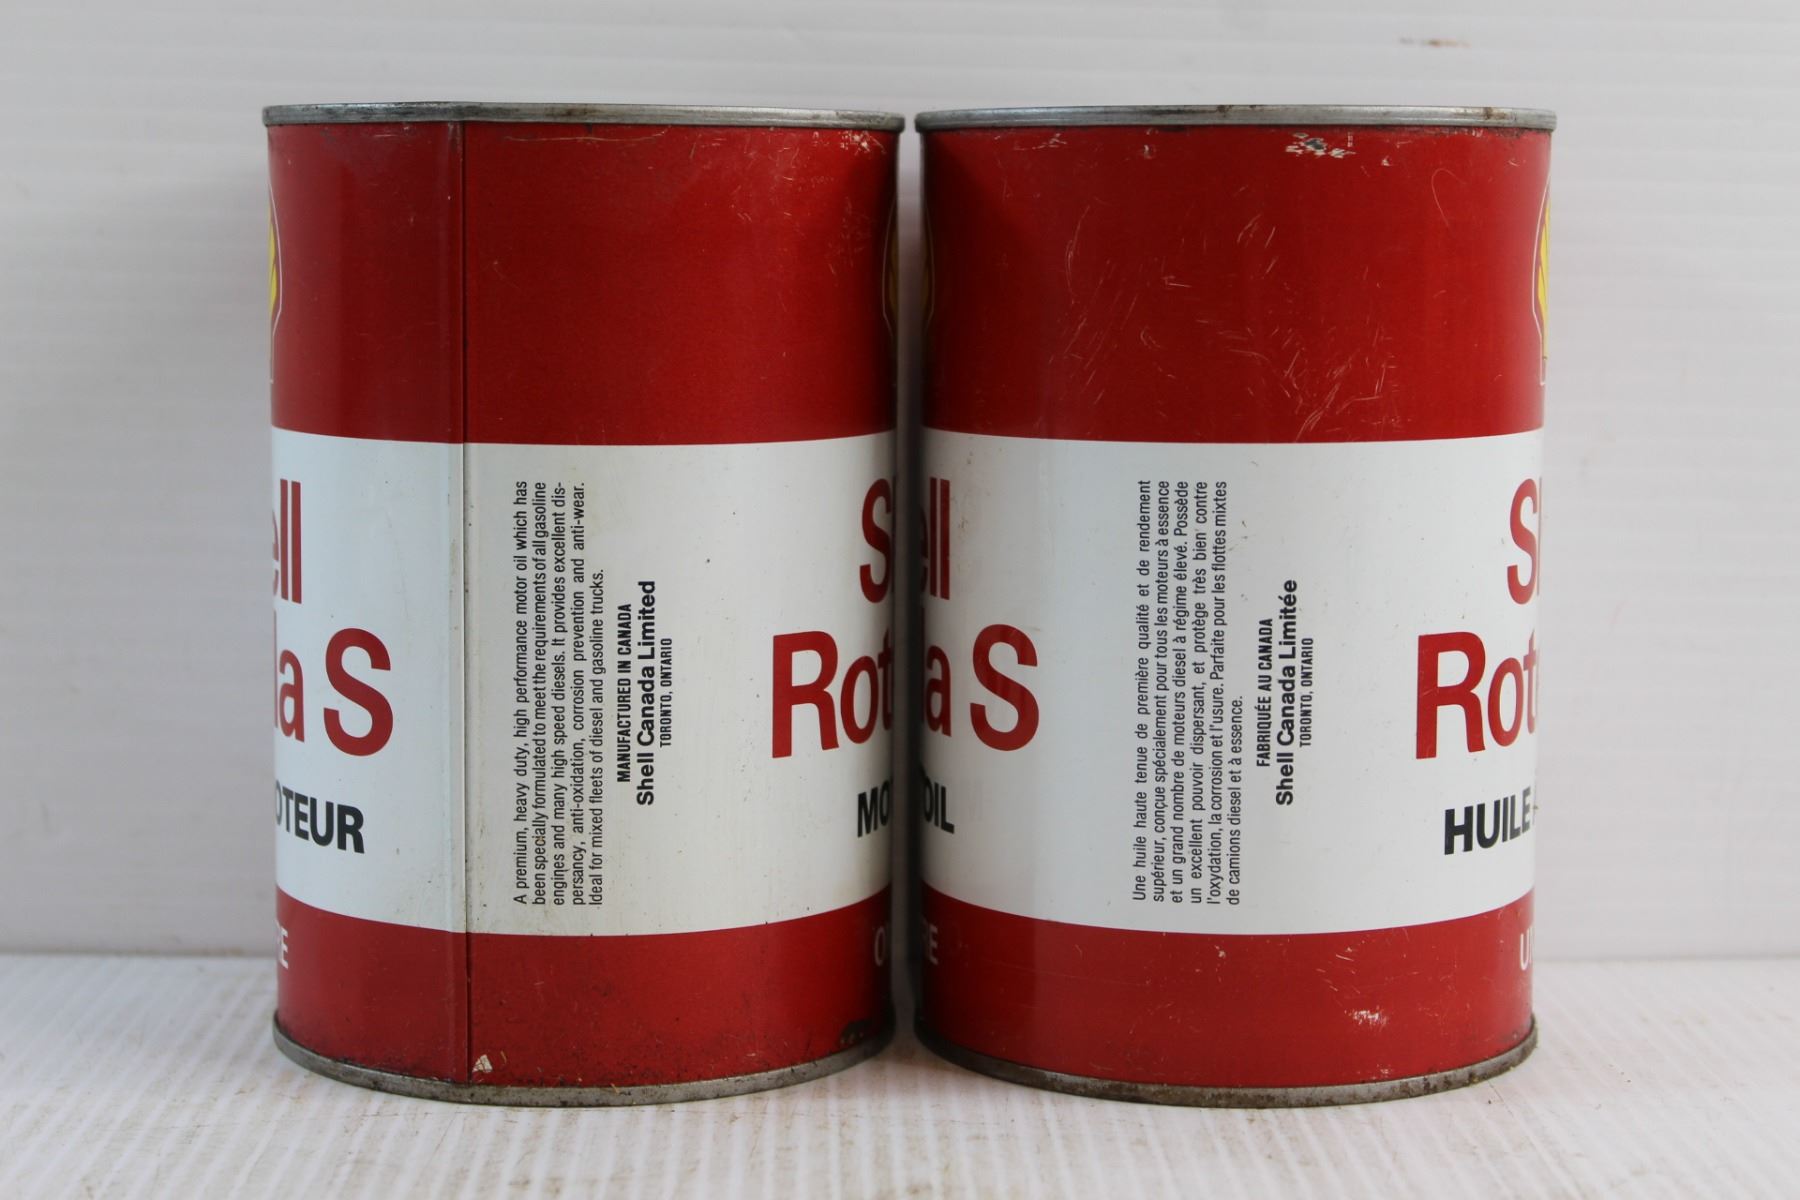 ell
la S
OTEUR
RE
A premium, heavy duty, high performance motor oil which has
been specially formulated to meet the requirements of all gasoline
engines and many high speed diesels. It provides excellent dis-
persancy, anti-oxidation, corrosion prevention and anti-wear.
Ideal for mixed fleets of diesel and gasoline trucks.
MANUFACTURED IN CANADA
Shell Canada Limited
TORONTO, ONTARIO
S
Rot
MO
O
ell
a S
OIL
RE
Une huile haute tenue de première qualité et de rendement
supérieur, conçue spécialement pour tous les moteurs à essence
et un grand nombre de moteurs diesel à régime élevé. Possède
un excellent pouvoir dispersant, et protège très bien contre
l'oxydation, la corrosion et l'usure. Parfaite pour les flottes mixtes
de camions diesel et à essence.
FABRIQUÉE AU CANADA
Shell Canada Limitée
TORONTO, ONTARIO
Sh
Rot
HUILE
U